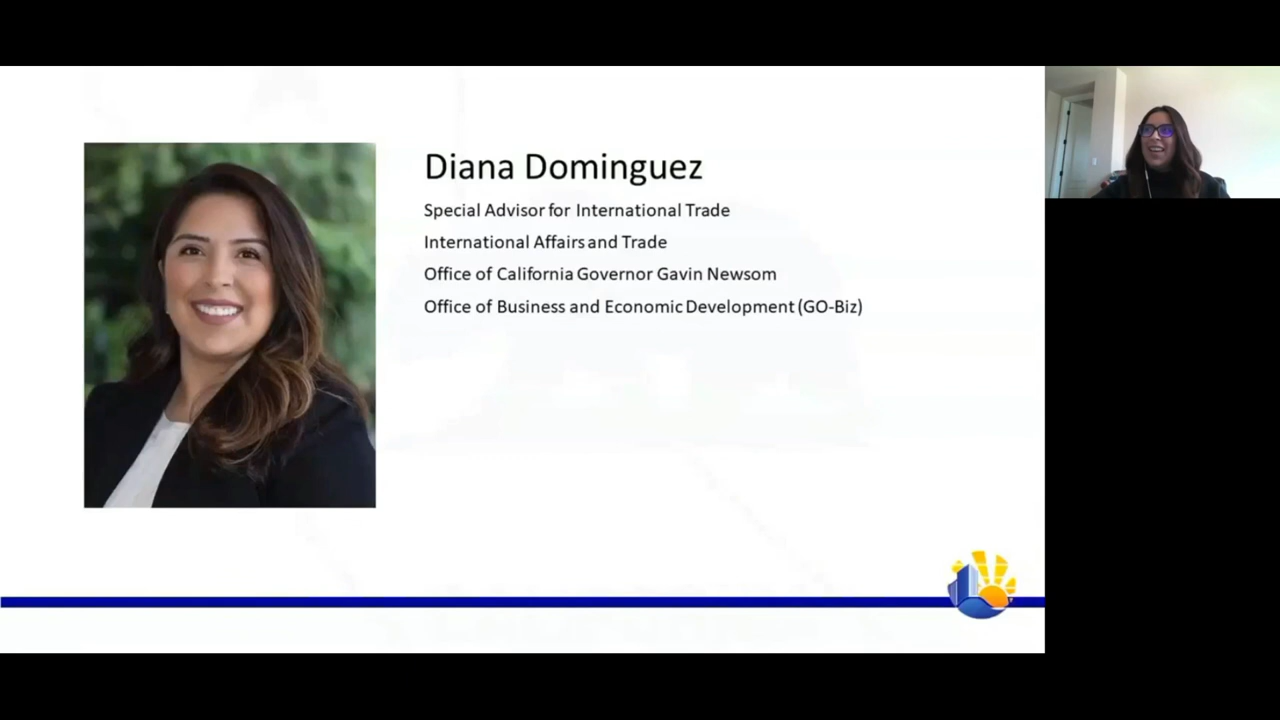 Diana Dominguez
Special Advisor for International Trade
International Affairs and Trade
Office of California Governor Gavin Newsom
Office of Business and Economic Development (GO-Biz)